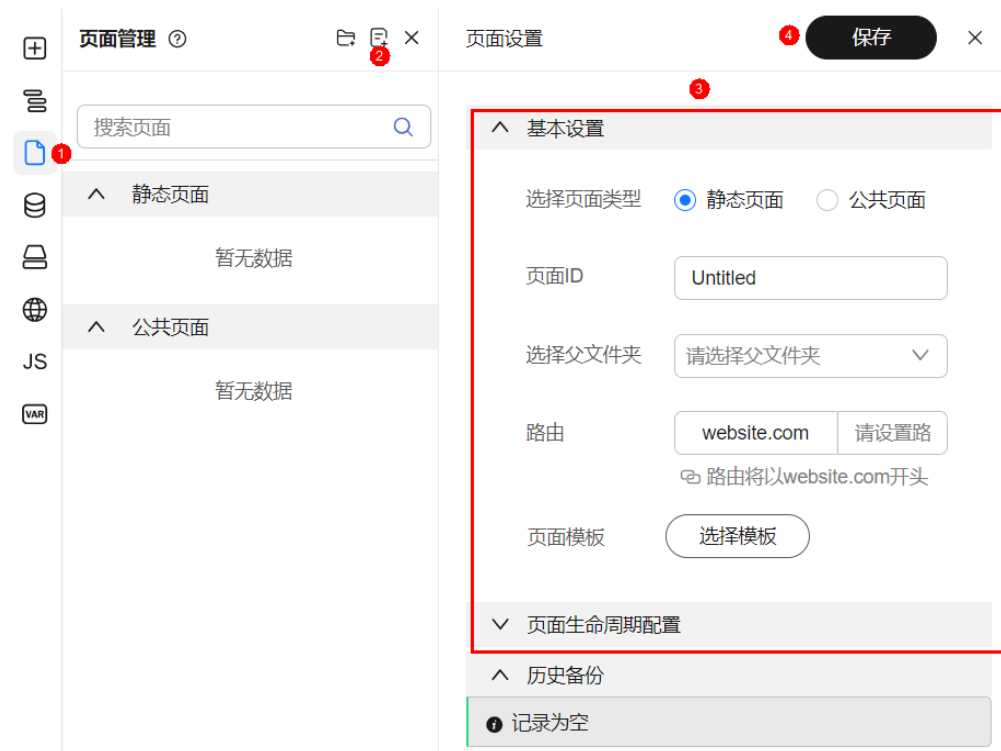 页面管理
页面设置
4
保存
2
3
搜索页面
基本设置
1
静态页面
选择页面类型
静态页面
公共页面
暂无数据
页面ID
Untitled
公共页面
选择父文件夹
请选择父文件夹
JS
暂无数据
VAR
路由
website.com
请设置路
路由将以website.com开头
页面模板
选择模板
页面生命周期配置
历史备份
记录为空